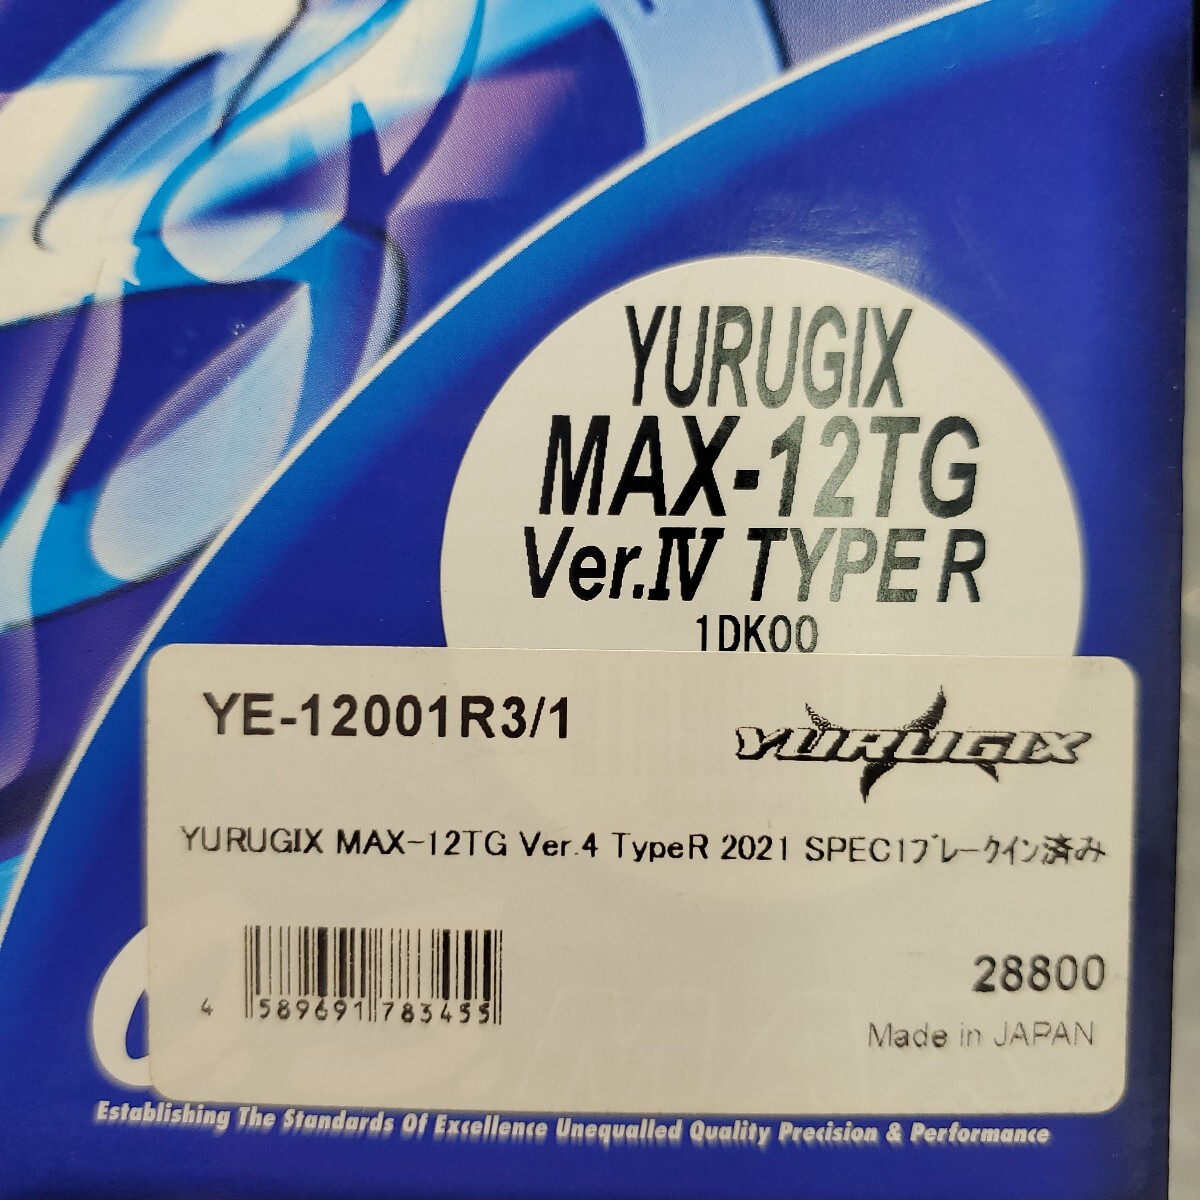 YURUGIX
MAX-12TG
Ver.Ⅳ TYPE R
1DK00
YE-12001R3/1
YURUGIX
YURUGIX MAX-12TG Ver.4 TypeR 2021 SPEC1ﾌﾞﾚｰｸｲﾝ済み
4 589691 783455
28800
Made in JAPAN
Establishing The Standards Of Excellence Unequalled Quality Precision & Performance